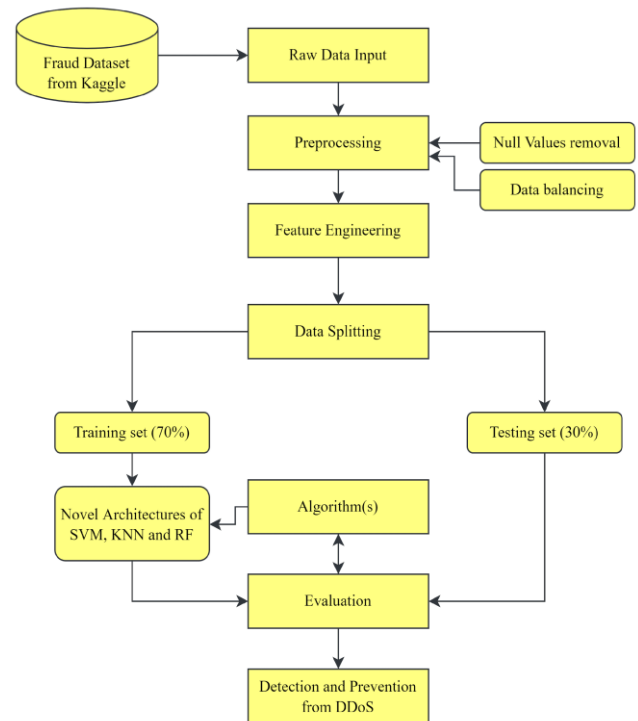 Fraud Dataset
from Kaggle
Raw Data Input
Preprocessing
Null Values removal
Data balancing
Feature Engineering
Data Splitting
Training set (70%)
Testing set (30%)
Novel Architectures of
SVM, KNN and RF
Algorithm(s)
Evaluation
Detection and Prevention
from DDoS